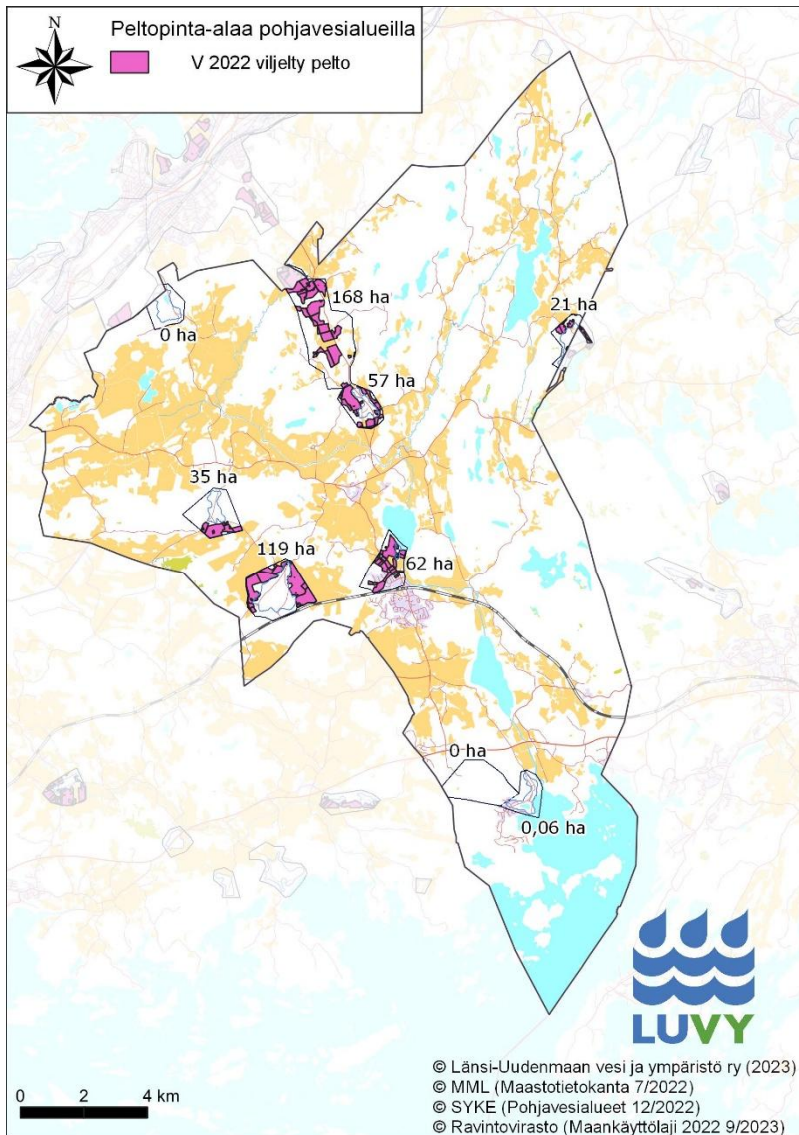 Peltopinta-alaa pohjavesialueilla
N
V 2022 viljelty pelto
168 ha
21 ha
0 ha
57 ha
35 ha
119 ha
62 ha
0 ha
0,06 ha
LUVY
© Länsi-Uudenmaan vesi ja ympäristö ry (2023)
© MML (Maastotietokanta 7/2022)
© SYKE (Pohjavesialueet 12/2022)
© Ravintovirasto (Maankäyttölaji 2022 9/2023)
0 2 4 km